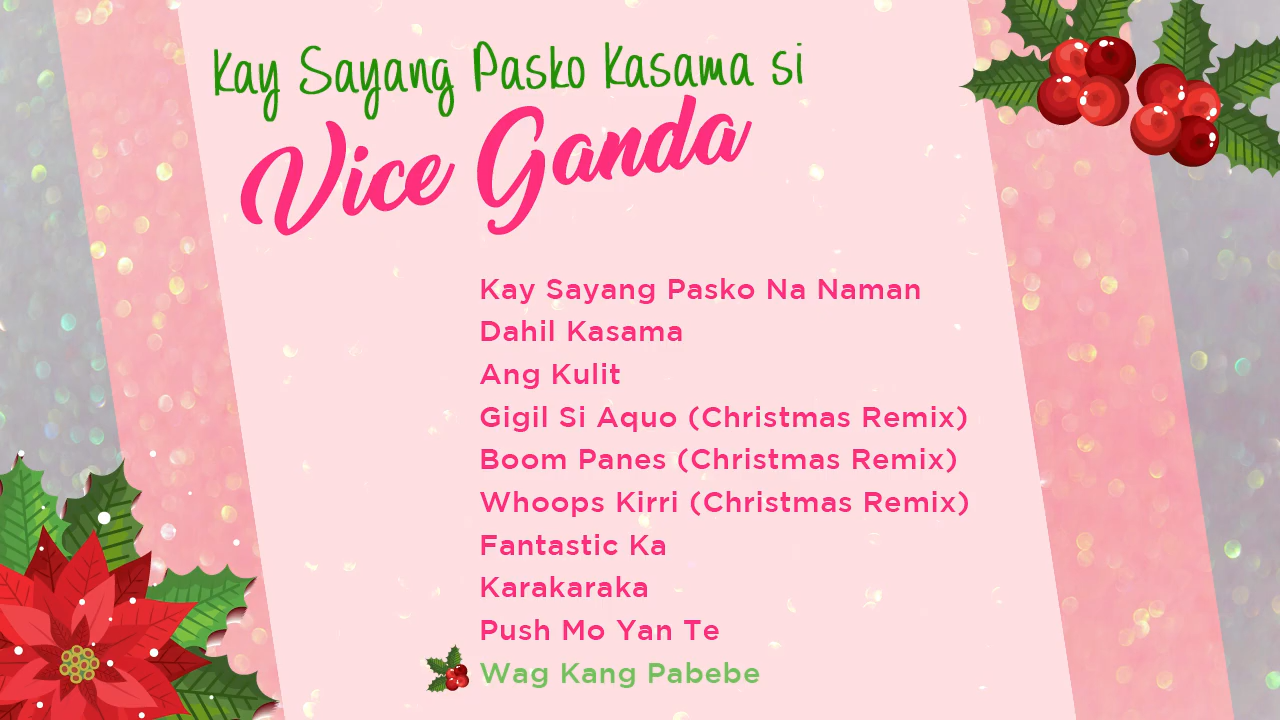 Kay Sayang Pasko Kasama si
Vice Ganda
Kay Sayang Pasko Na Naman
Dahil Kasama
Ang Kulit
Gigil Si Aquo (Christmas Remix)
Boom Panes (Christmas Remix)
Whoops Kirri (Christmas Remix)
Fantastic Ka
Karakaraka
Push Mo Yan Te
Wag Kang Pabebe